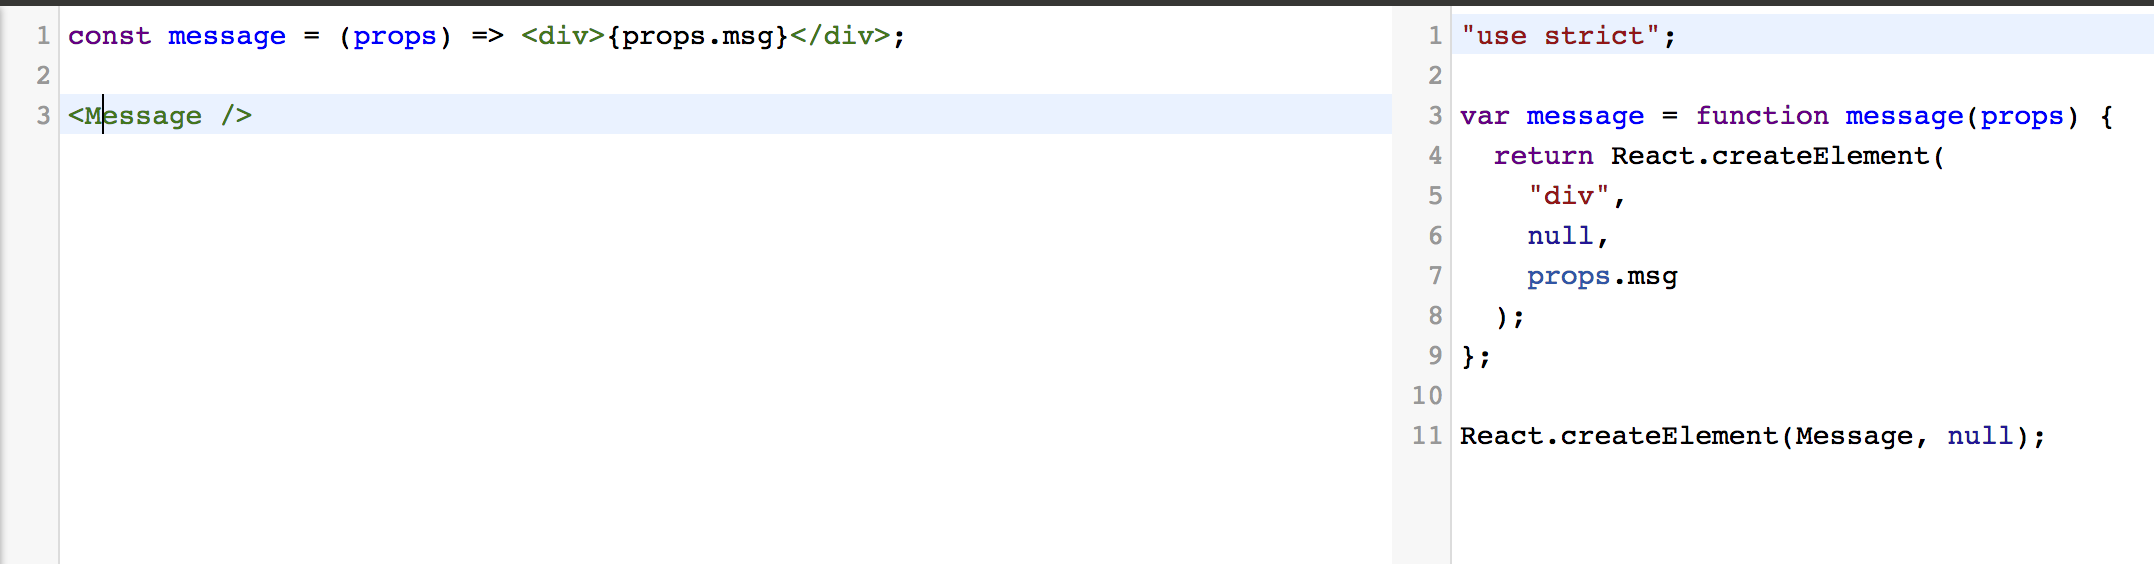 1 const message = (props) => <div>{props.msg}</div>;
2
3 <Message />
1 "use strict";
2
3 var message = function message(props) {
4   return React.createElement(
5     "div",
6     null,
7     props.msg
8   );
9 };
10
11 React.createElement(Message, null);